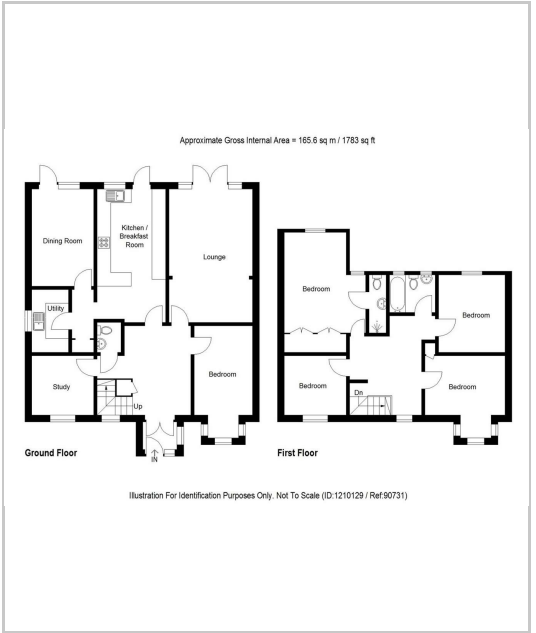 Approximate Gross Internal Area = 165.6 sq m / 1783 sq ft
Dining Room
Kitchen /
Breakfast
Room
Lounge
Utility
Study
Bedroom
Up
IN
Ground Floor
Bedroom
Bedroom
Bedroom
Bedroom
Dn
First Floor
Illustration For Identification Purposes Only. Not To Scale (ID:1210129 / Ref:90731)